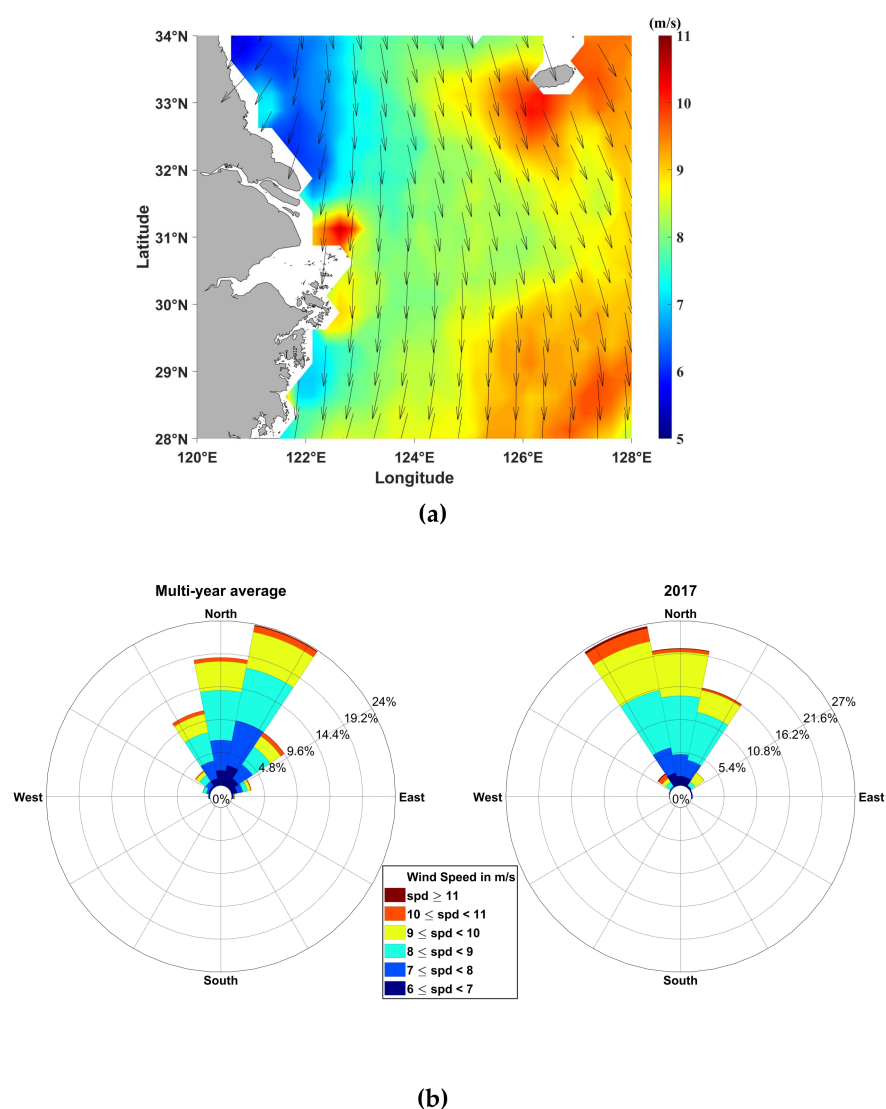 (m/s)
34°N
33°N
32°N
31°N
30°N
29°N
28°N
Latitude
120°E 122°E 124°E 126°E 128°E
Longitude
11
10
9
8
7
6
5
(a)
Multi-year average
North
24%
19.2%
14.4%
9.6%
4.8%
0%
West
East
South
2017
North
27%
21.6%
16.2%
10.8%
5.4%
0%
West
East
South
Wind Speed in m/s
spd ≥ 11
10 ≤ spd < 11
9 ≤ spd < 10
8 ≤ spd < 9
7 ≤ spd < 8
6 ≤ spd < 7
(b)